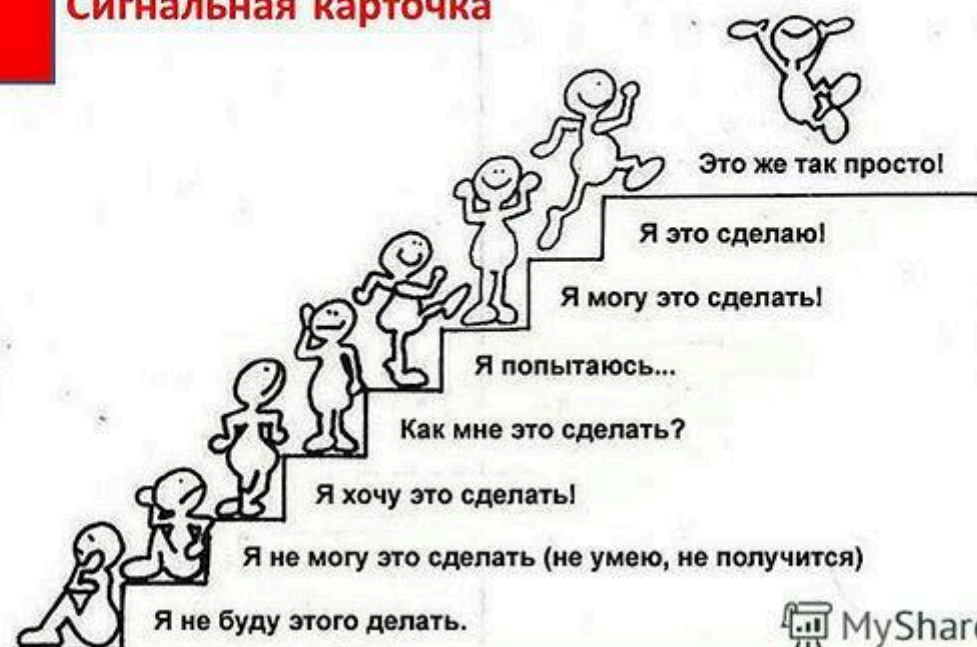 Сигнальная карточка
Это же так просто!
Я это сделаю!
Я могу это сделать!
Я попытаюсь...
Как мне это сделать?
Я хочу это сделать!
Я не могу это сделать (не умею, не получится)
Я не буду этого делать.
MyShare